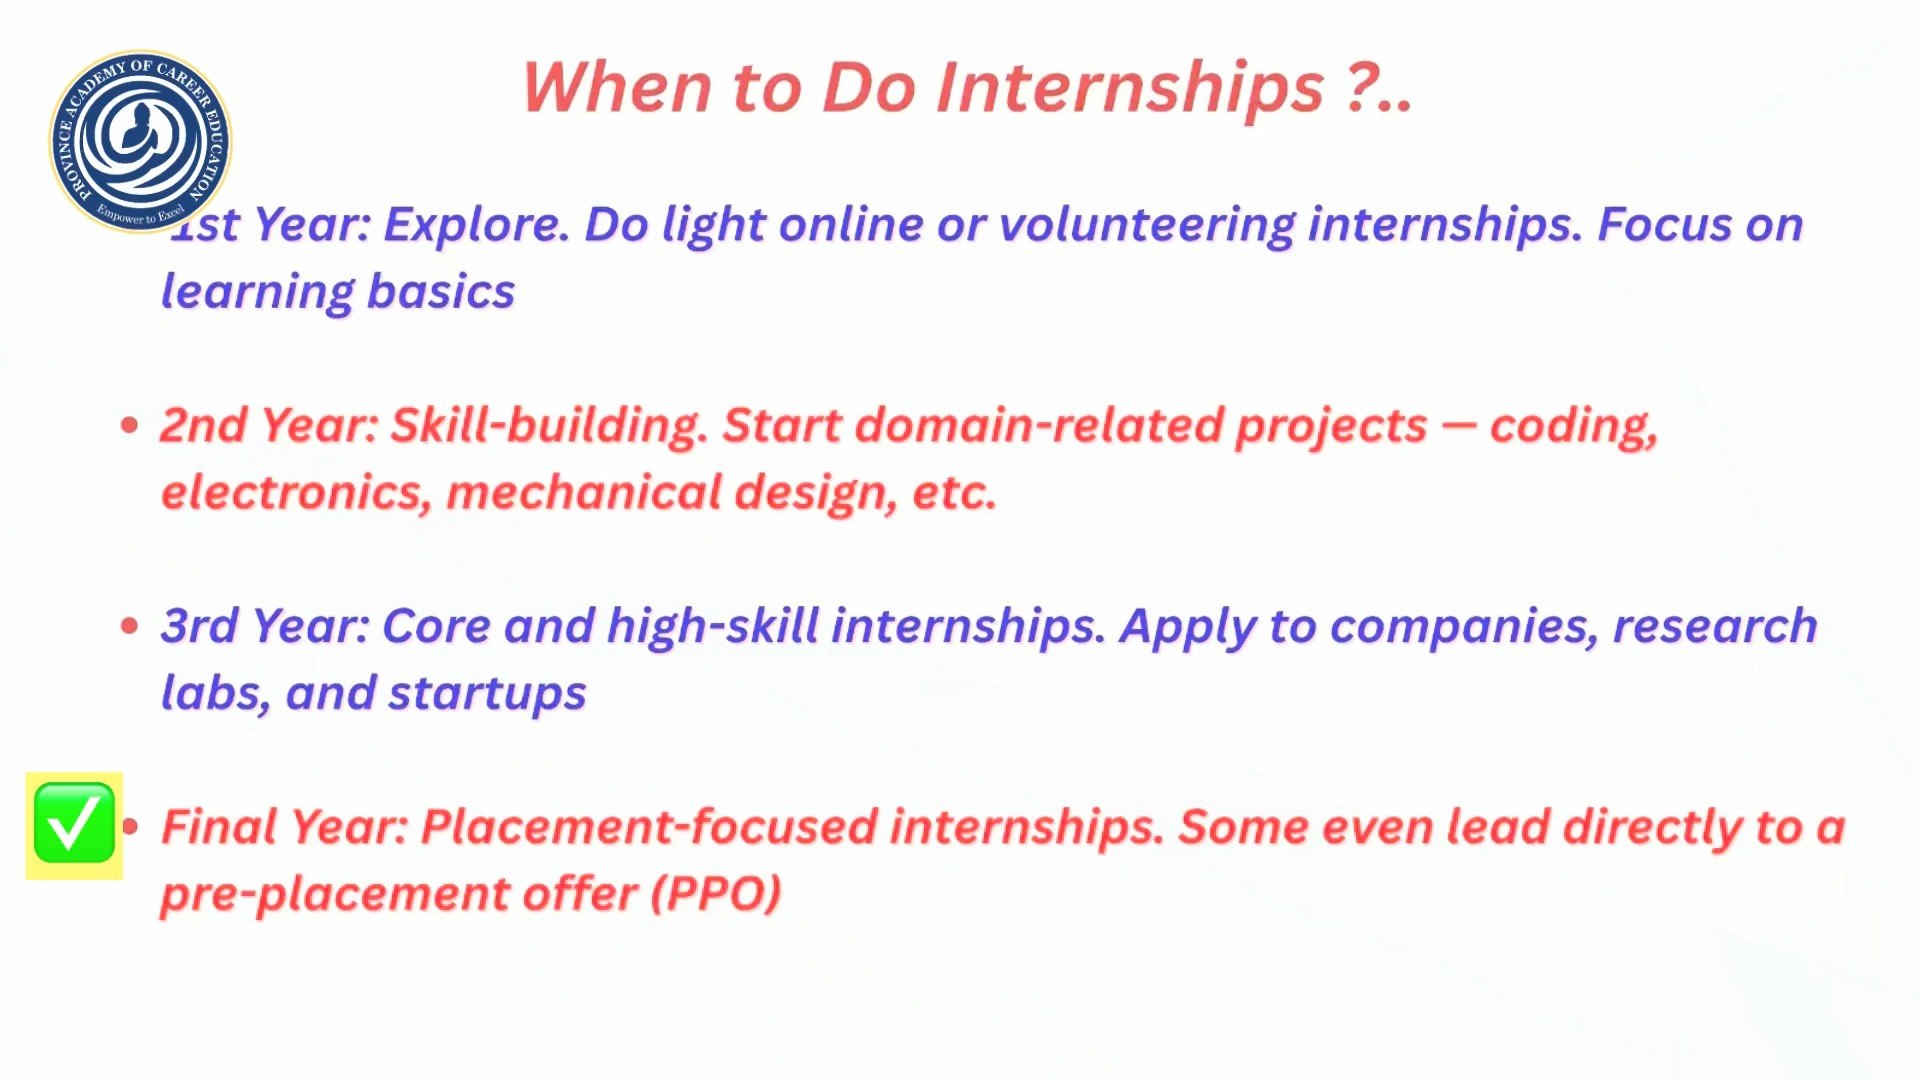 When to Do Internships ?..
PROVINCE ACADEMY OF CAREER EDUCATION
Empower to Excel
1st Year: Explore. Do light online or volunteering internships. Focus on
learning basics
2nd Year: Skill-building. Start domain-related projects — coding,
electronics, mechanical design, etc.
3rd Year: Core and high-skill internships. Apply to companies, research
labs, and startups
Final Year: Placement-focused internships. Some even lead directly to a
pre-placement offer (PPO)